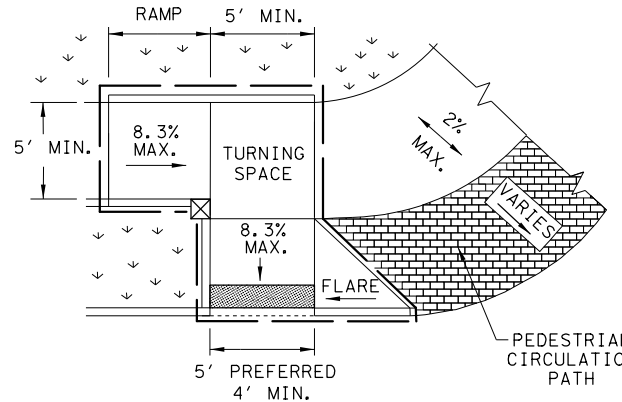 RAMP
5' MIN.
5' MIN.
8.3%
MAX.
TURNING
SPACE
2%
MAX.
VARIES
8.3%
MAX.
FLARE
5' PREFERRED
4' MIN.
PEDESTRIA
CIRCULATIO
PATH